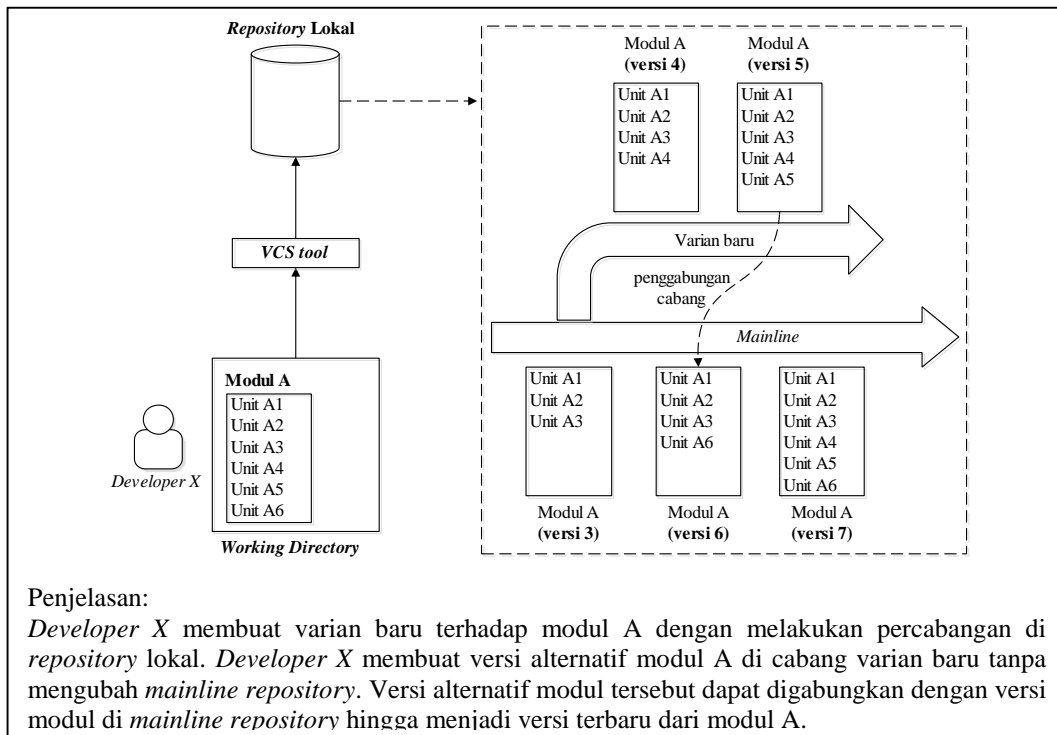 Repository Lokal
VCS tool
Modul A
Unit A1
Unit A2
Unit A3
Unit A4
Unit A5
Unit A6
Developer X
Working Directory
Modul A
(versi 4)
Unit A1
Unit A2
Unit A3
Unit A4
Modul A
(versi 5)
Unit A1
Unit A2
Unit A3
Unit A4
Unit A5
Varian baru
penggabungan
cabang
Mainline
Unit A1
Unit A2
Unit A3
Modul A
(versi 3)
Unit A1
Unit A2
Unit A3
Unit A6
Modul A
(versi 6)
Unit A1
Unit A2
Unit A3
Unit A4
Unit A5
Unit A6
Modul A
(versi 7)
Penjelasan:
Developer X membuat varian baru terhadap modul A dengan melakukan percabangan di
repository lokal. Developer X membuat versi alternatif modul A di cabang varian baru tanpa
mengubah mainline repository. Versi alternatif modul tersebut dapat digabungkan dengan versi
modul di mainline repository hingga menjadi versi terbaru dari modul A.